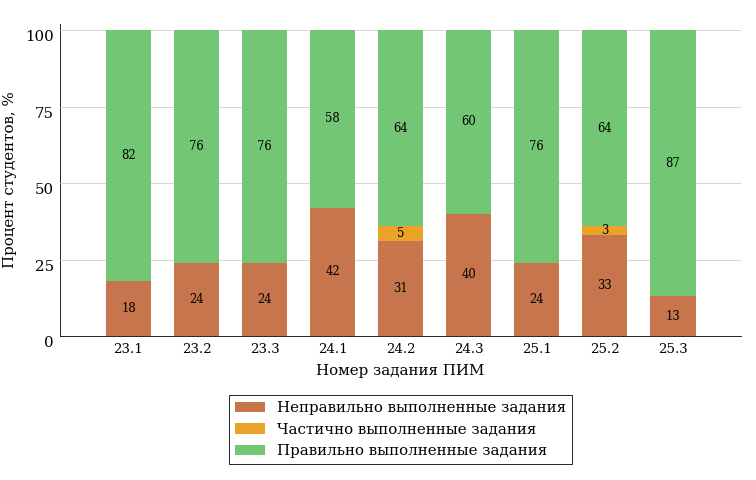 Процент студентов, %
100
75
50
25
0
82 76 76 58 64 60 76 64 87
5 3
18 24 24 42 31 40 24 33 13
23.1 23.2 23.3 24.1 24.2 24.3 25.1 25.2 25.3
Номер задания ПИМ
Неправильно выполненные задания
Частично выполненные задания
Правильно выполненные задания